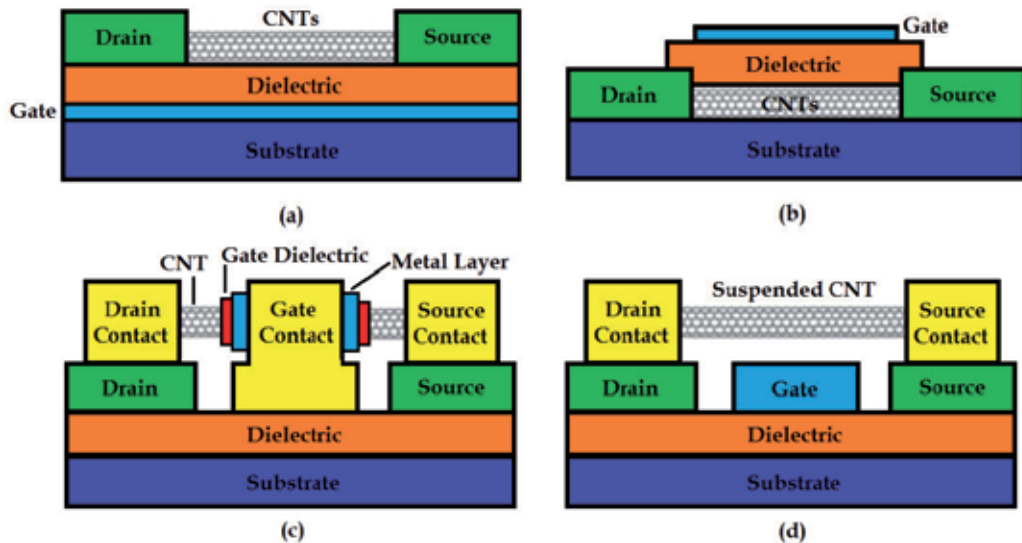 CNTs
Drain
Source
Dielectric
Gate
Substrate
(a)
Gate
Dielectric
Drain
CNTs
Source
Substrate
(b)
CNT
Gate Dielectric
Metal Layer
Drain
Contact
Gate
Contact
Source
Contact
Drain
Source
Dielectric
Substrate
(c)
Suspended CNT
Drain
Contact
Source
Contact
Drain
Gate
Source
Dielectric
Substrate
(d)